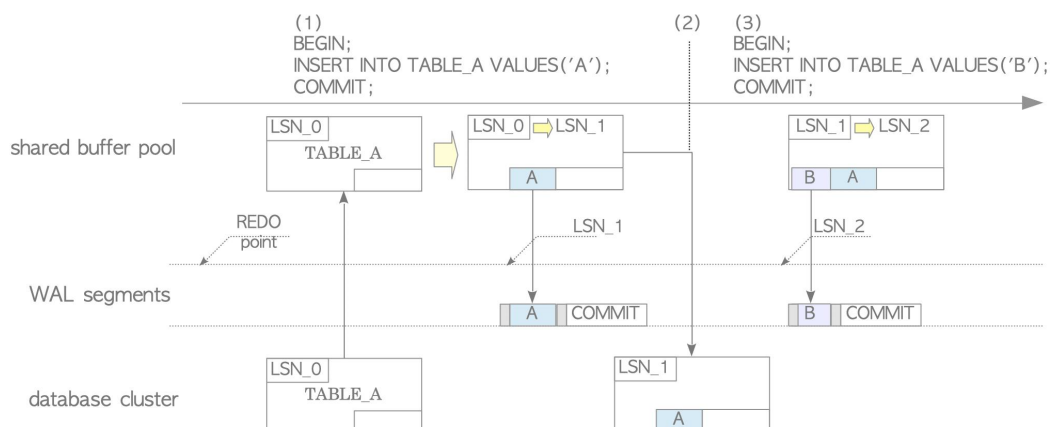 (1)
BEGIN;
INSERT INTO TABLE_A VALUES('A');
COMMIT;
(2)
(3)
BEGIN;
INSERT INTO TABLE_A VALUES('B');
COMMIT;
shared buffer pool
LSN_0
TABLE_A
LSN_0 LSN_1
A
LSN_1 LSN_2
B A
REDO
point
LSN_1
LSN_2
WAL segments
A COMMIT
B COMMIT
database cluster
LSN_0
TABLE_A
LSN_1
A